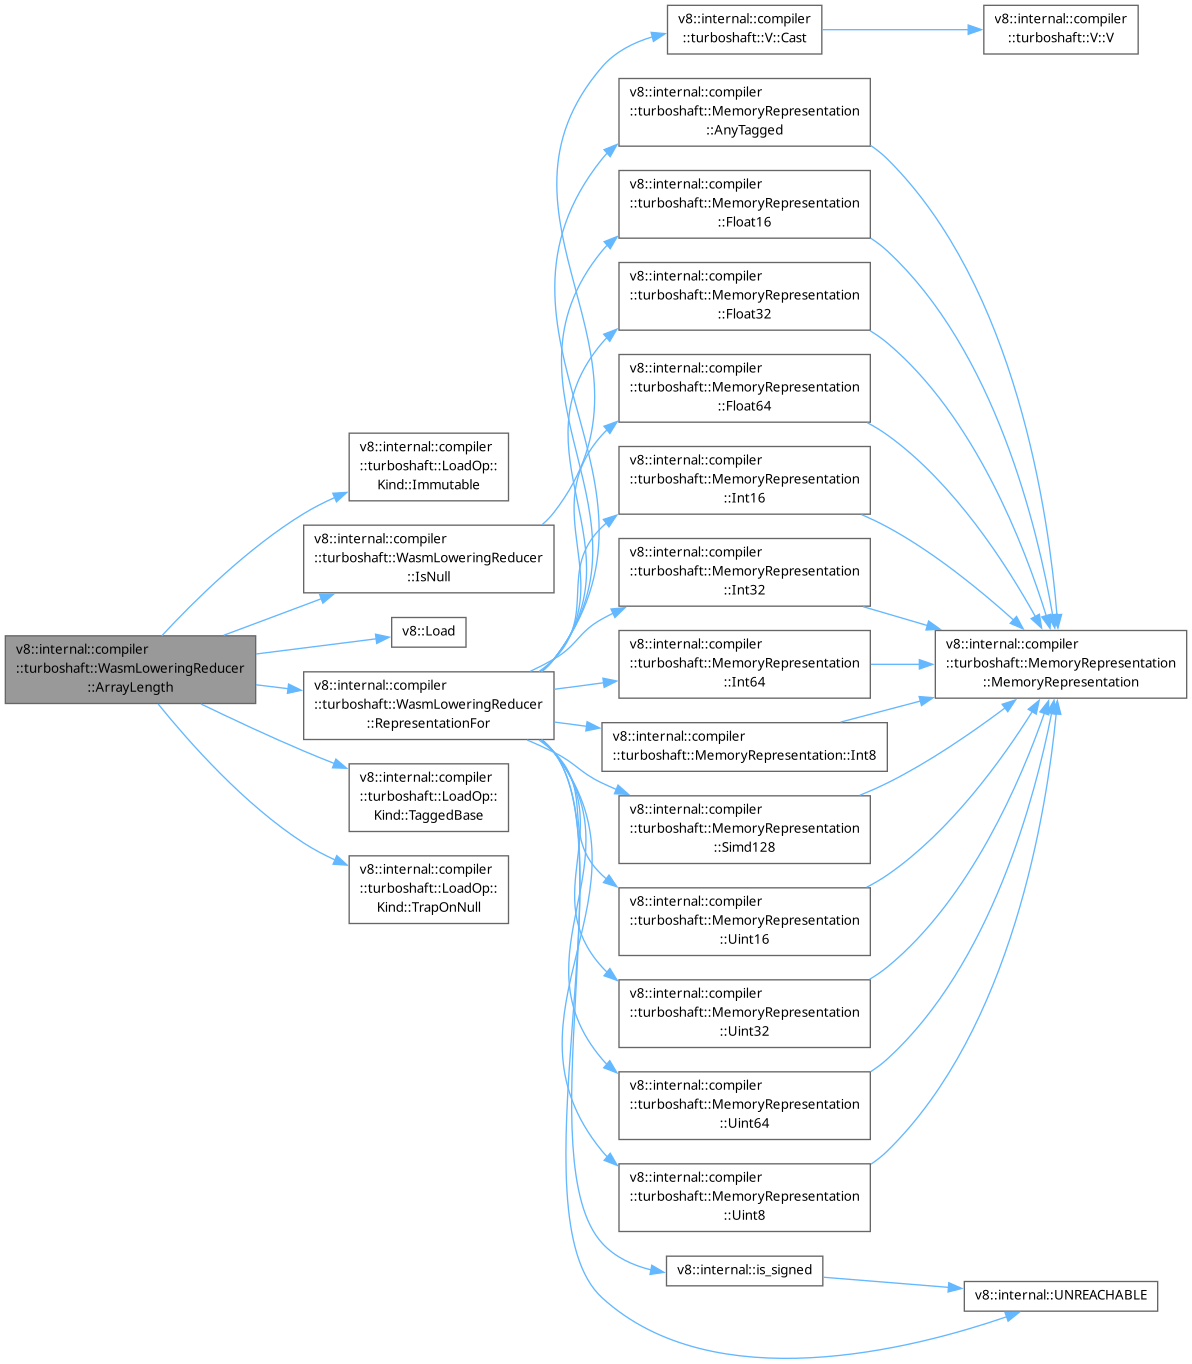 v8::internal::compiler
::turboshaft::V::Cast
v8::internal::compiler
::turboshaft::V::V
v8::internal::compiler
::turboshaft::MemoryRepresentation
::AnyTagged
v8::internal::compiler
::turboshaft::MemoryRepresentation
::Float16
v8::internal::compiler
::turboshaft::MemoryRepresentation
::Float32
v8::internal::compiler
::turboshaft::MemoryRepresentation
::Float64
v8::internal::compiler
::turboshaft::LoadOp::
Kind::Immutable
v8::internal::compiler
::turboshaft::MemoryRepresentation
::Int16
v8::internal::compiler
::turboshaft::WasmLoweringReducer
::IsNull
v8::internal::compiler
::turboshaft::MemoryRepresentation
::Int32
v8::Load
v8::internal::compiler
::turboshaft::WasmLoweringReducer
::ArrayLength
v8::internal::compiler
::turboshaft::MemoryRepresentation
::Int64
v8::internal::compiler
::turboshaft::MemoryRepresentation
::MemoryRepresentation
v8::internal::compiler
::turboshaft::WasmLoweringReducer
::RepresentationFor
v8::internal::compiler
::turboshaft::MemoryRepresentation::Int8
v8::internal::compiler
::turboshaft::LoadOp::
Kind::TaggedBase
v8::internal::compiler
::turboshaft::MemoryRepresentation
::Simd128
v8::internal::compiler
::turboshaft::LoadOp::
Kind::TrapOnNull
v8::internal::compiler
::turboshaft::MemoryRepresentation
::Uint16
v8::internal::compiler
::turboshaft::MemoryRepresentation
::Uint32
v8::internal::compiler
::turboshaft::MemoryRepresentation
::Uint64
v8::internal::compiler
::turboshaft::MemoryRepresentation
::Uint8
v8::internal::is_signed
v8::internal::UNREACHABLE